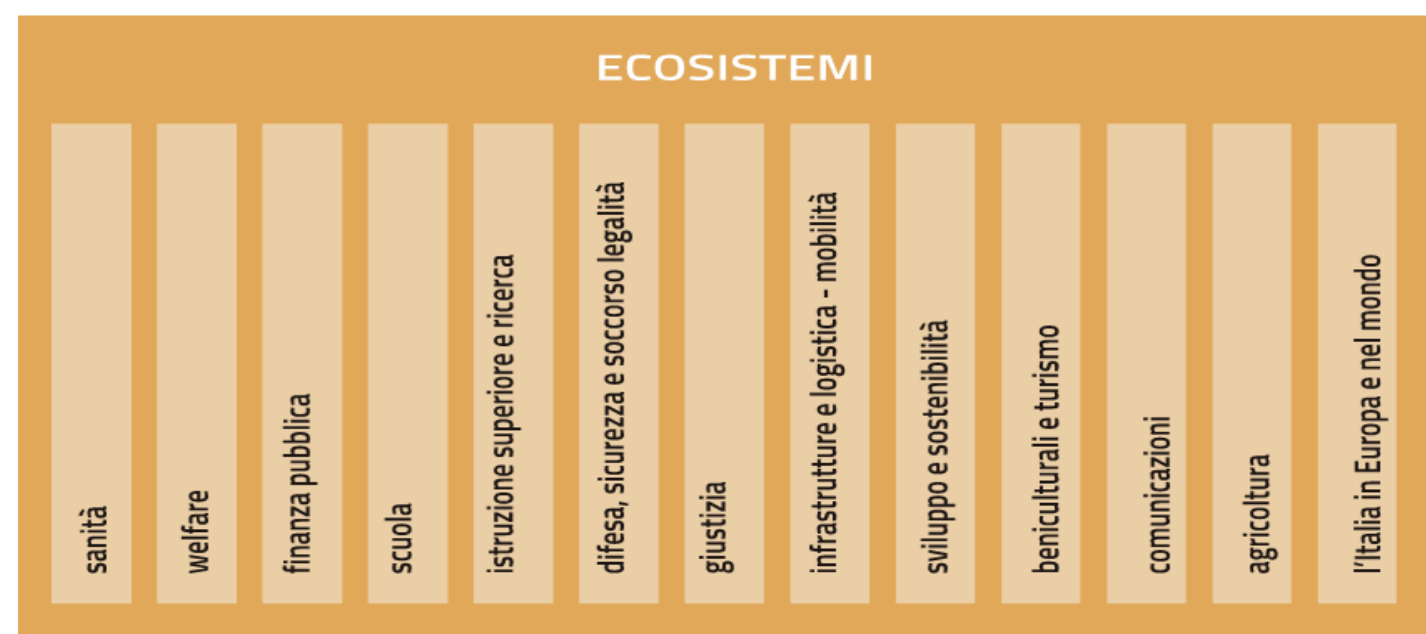 ECOSISTEMI
sanità
welfare
finanza pubblica
scuola
istruzione superiore e ricerca
difesa, sicurezza e soccorso legalità
giustizia
infrastrutture e logistica - mobilità
sviluppo e sostenibilità
beniculturali e turismo
comunicazioni
agricoltura
l'Italia in Europa e nel mondo